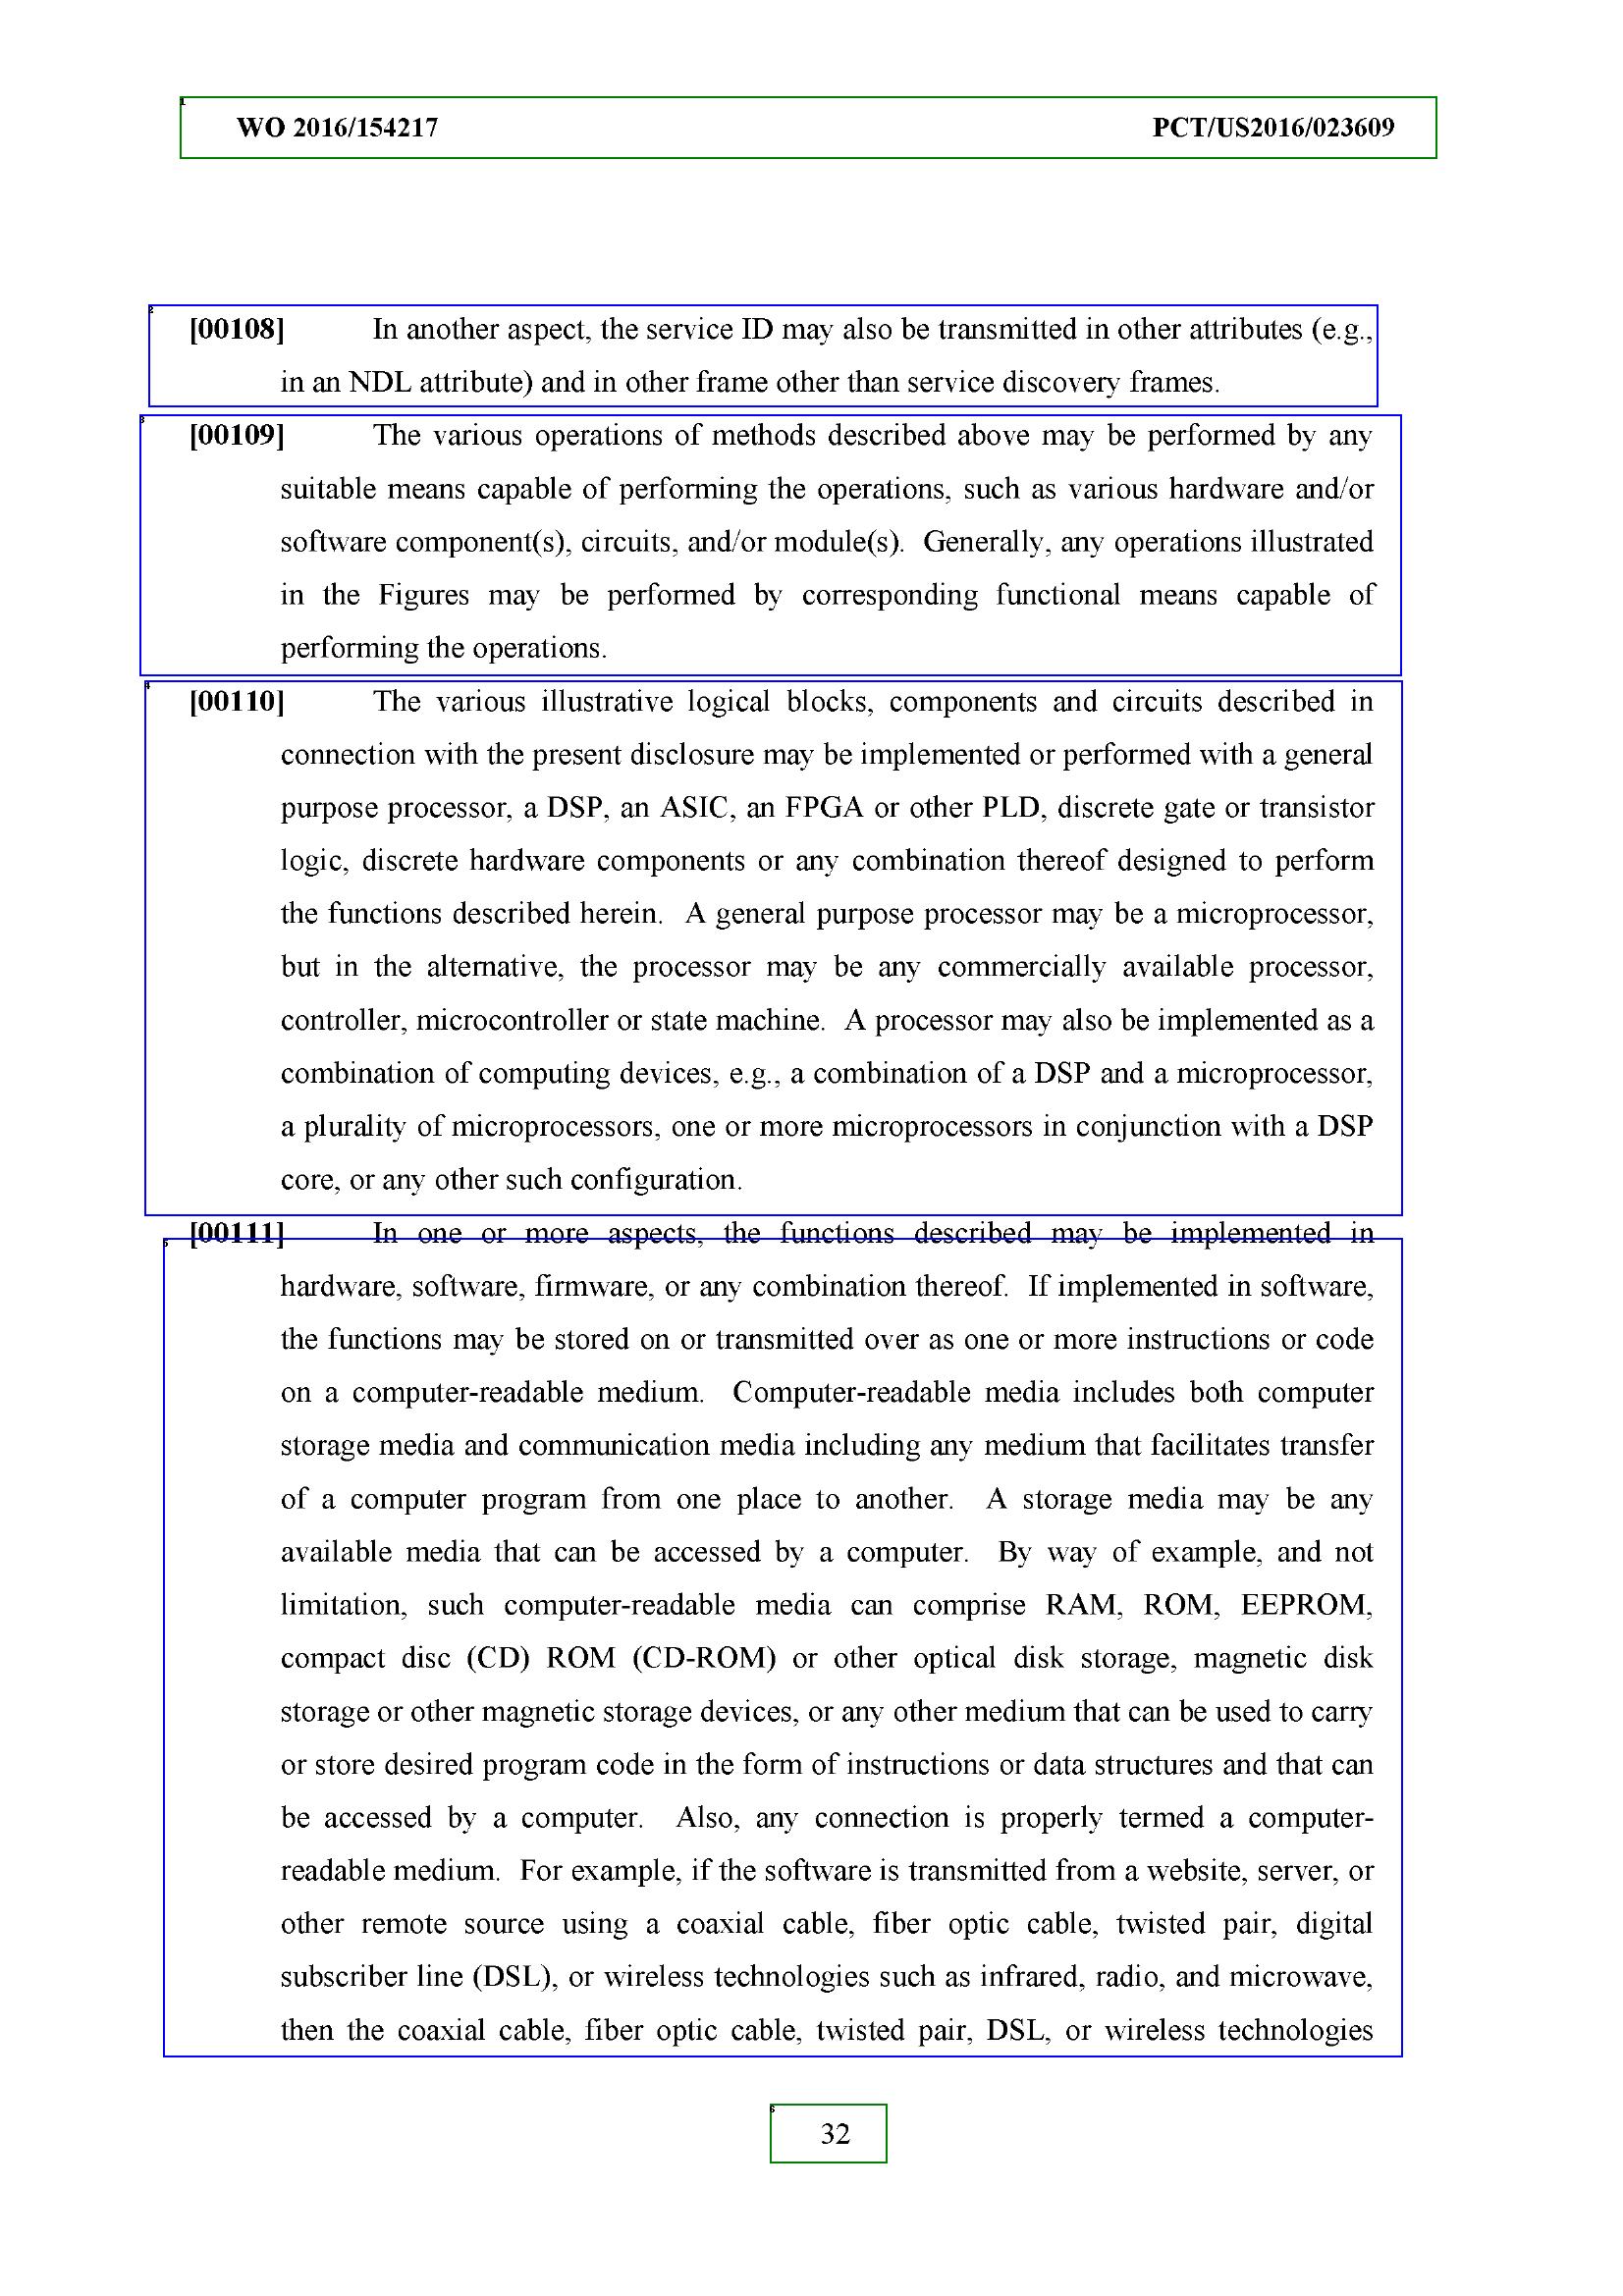 1
WO 2016/154217 PCT/US2016/023609
2
[00108] In another aspect, the service ID may also be transmitted in other attributes (e.g.,
in an NDL attribute) and in other frame other than service discovery frames.
3
[00109] The various operations of methods described above may be performed by any
suitable means capable of performing the operations, such as various hardware and/or
software component(s), circuits, and/or module(s). Generally, any operations illustrated
in the Figures may be performed by corresponding functional means capable of
performing the operations.
4
[00110] The various illustrative logical blocks, components and circuits described in
connection with the present disclosure may be implemented or performed with a general
purpose processor, a DSP, an ASIC, an FPGA or other PLD, discrete gate or transistor
logic, discrete hardware components or any combination thereof designed to perform
the functions described herein. A general purpose processor may be a microprocessor,
but in the alternative, the processor may be any commercially available processor,
controller, microcontroller or state machine. A processor may also be implemented as a
combination of computing devices, e.g., a combination of a DSP and a microprocessor,
a plurality of microprocessors, one or more microprocessors in conjunction with a DSP
core, or any other such configuration.
5
[00111] In one or more aspects, the functions described may be implemented in
hardware, software, firmware, or any combination thereof. If implemented in software,
the functions may be stored on or transmitted over as one or more instructions or code
on a computer-readable medium. Computer-readable media includes both computer
storage media and communication media including any medium that facilitates transfer
of a computer program from one place to another. A storage media may be any
available media that can be accessed by a computer. By way of example, and not
limitation, such computer-readable media can comprise RAM, ROM, EEPROM,
compact disc (CD) ROM (CD-ROM) or other optical disk storage, magnetic disk
storage or other magnetic storage devices, or any other medium that can be used to carry
or store desired program code in the form of instructions or data structures and that can
be accessed by a computer. Also, any connection is properly termed a computer-
readable medium. For example, if the software is transmitted from a website, server, or
other remote source using a coaxial cable, fiber optic cable, twisted pair, digital
subscriber line (DSL), or wireless technologies such as infrared, radio, and microwave,
then the coaxial cable, fiber optic cable, twisted pair, DSL, or wireless technologies
6
32